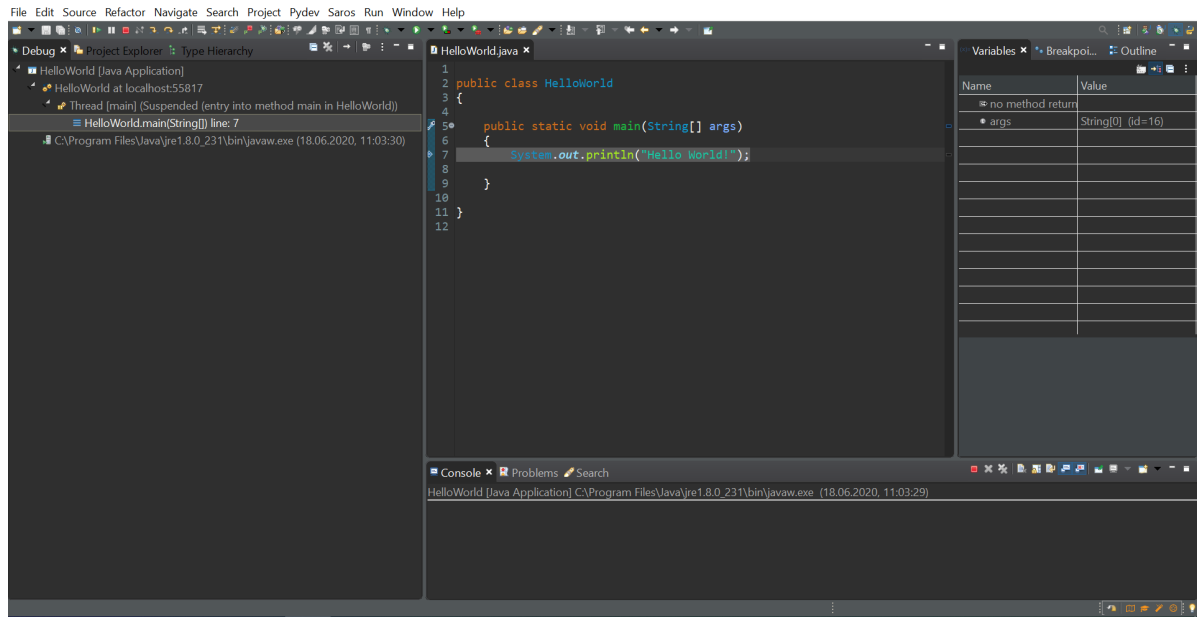 File Edit Source Refactor Navigate Search Project Pydev Saros Run Window Help
Debug Project Explorer Type Hierarchy
HelloWorld [Java Application]
HelloWorld at localhost:55817
Thread [main] (Suspended (entry into method main in HelloWorld))
HelloWorld.main(String[]) line: 7
C:\Program Files\Java\jre1.8.0_231\bin\javaw.exe (18.06.2020, 11:03:30)
HelloWorld.java
1
2 public class HelloWorld
3 {
4
5 public static void main(String[] args)
6 {
7 System.out.println("Hello World!");
8
9 }
10
11 }
12
Variables Breakpoi... Outline
Name Value
no method return
args String[0] (id=16)
Console Problems Search
HelloWorld [Java Application] C:\Program Files\Java\jre1.8.0_231\bin\javaw.exe (18.06.2020, 11:03:29)